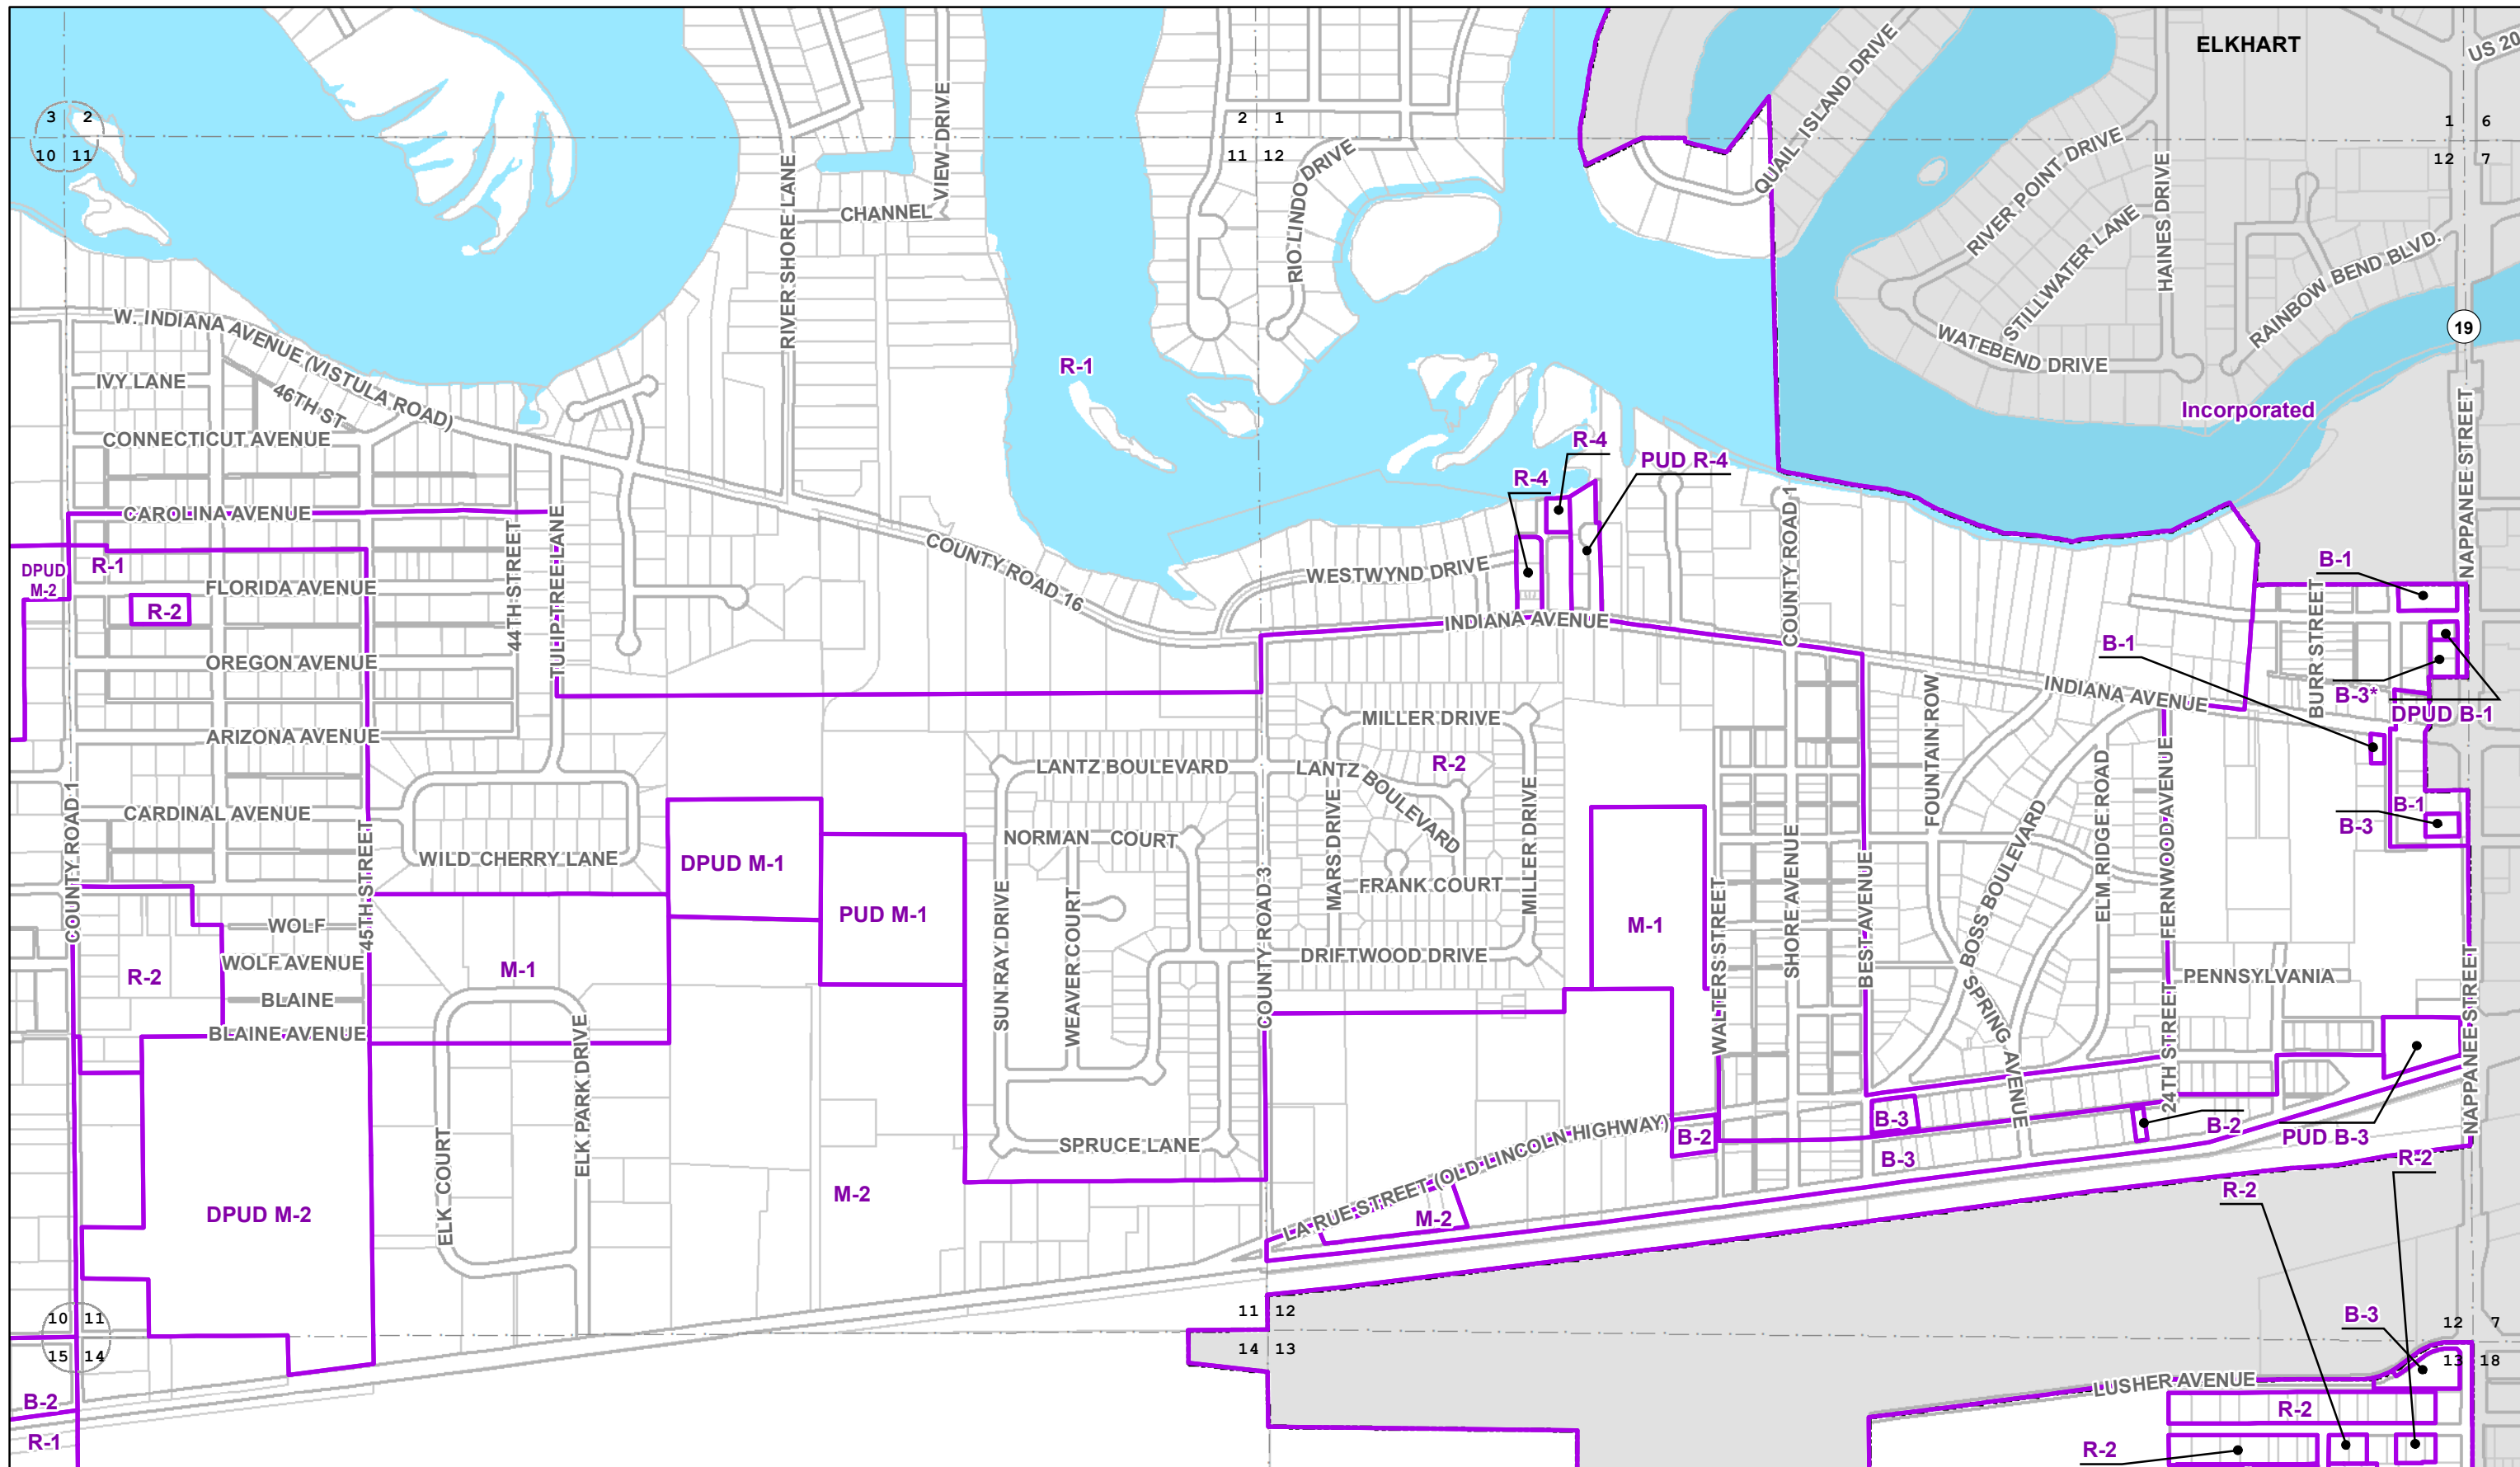 ELKHART
US 20
3 2
10 11
2 1
11 12
1 6
12 7
QUAIL ISLAND DRIVE
RIVER POINT DRIVE
STILLWATER LANE
HAINES DRIVE
RAINBOW BEND BLVD.
WATEBEND DRIVE
19
Incorporated
NAPPANEE STREET
VIEW DRIVE
CHANNEL
RIVER SHORE LANE
RIO LINDO DRIVE
R-1
W. INDIANA AVENUE (VISTULA ROAD)
IVY LANE
46TH ST
CONNECTICUT AVENUE
CAROLINA AVENUE
R-4
R-4
PUD R-4
COUNTY ROAD 1
COUNTY ROAD 16
WESTWYND DRIVE
INDIANA AVENUE
DPUD
M-2
R-1
FLORIDA AVENUE
R-2
44TH STREET
TULIP TREE LANE
OREGON AVENUE
ARIZONA AVENUE
CARDINAL AVENUE
COUNTY ROAD 1
45TH STREET
WILD CHERRY LANE
B-1
B-1
BURR STREET
B-3*
DPUD B-1
INDIANA AVENUE
FOUNTAIN ROW
MILLER DRIVE
R-2
LANTZ BOULEVARD
LANTZ BOULEVARD
MARS DRIVE
MILLER DRIVE
NORMAN COURT
FRANK COURT
DRIFTWOOD DRIVE
COUNTY ROAD 3
SUN RAY DRIVE
WEAVER COURT
SPRUCE LANE
DPUD M-1
PUD M-1
M-1
M-1
WALTERS STREET
SHORE AVENUE
BEST AVENUE
BOSS BOULEVARD
SPRING AVENUE
ELM RIDGE ROAD
FERNWOOD AVENUE
24TH STREET
B-1
B-3
PENNSYLVANIA
NAPPANEE STREET
WOLF
WOLF AVENUE
BLAINE
BLAINE AVENUE
R-2
ELK PARK DRIVE
ELK COURT
DPUD M-2
M-2
LA RUE STREET (OLD LINCOLN HIGHWAY)
M-2
B-2
B-3
B-3
B-2
PUD B-3
R-2
R-2
10 11
15 14
11 12
14 13
12 7
13 18
B-3
LUSHER AVENUE
R-2
R-2
B-2
R-1